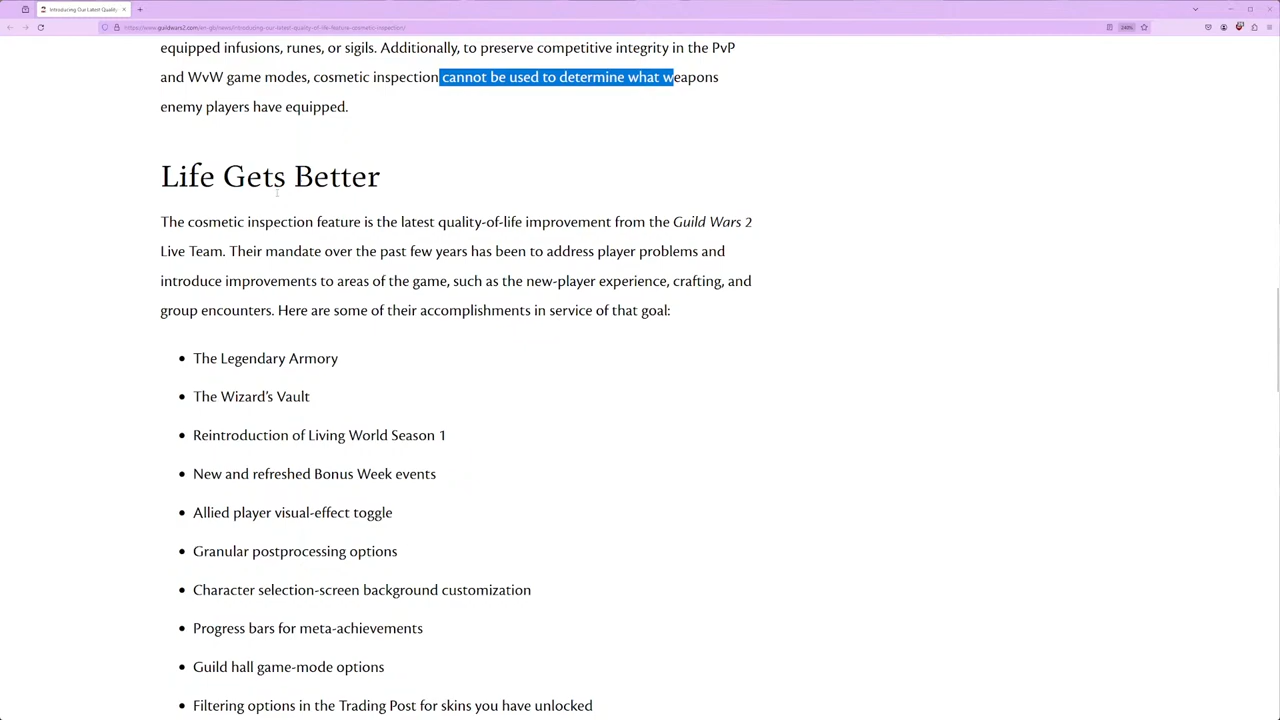 Introducing Our Latest Quality
https://www.guildwars2.com/en-gb/news/introducing-our-latest-quality-of-life-feature-cosmetic-inspection/
240%
equipped infusions, runes, or sigils. Additionally, to preserve competitive integrity in the PvP
and WvW game modes, cosmetic inspection cannot be used to determine what weapons
enemy players have equipped.
Life Gets Better
The cosmetic inspection feature is the latest quality-of-life improvement from the Guild Wars 2
Live Team. Their mandate over the past few years has been to address player problems and
introduce improvements to areas of the game, such as the new-player experience, crafting, and
group encounters. Here are some of their accomplishments in service of that goal:
• The Legendary Armory
• The Wizard’s Vault
• Reintroduction of Living World Season 1
• New and refreshed Bonus Week events
• Allied player visual-effect toggle
• Granular postprocessing options
• Character selection-screen background customization
• Progress bars for meta-achievements
• Guild hall game-mode options
• Filtering options in the Trading Post for skins you have unlocked